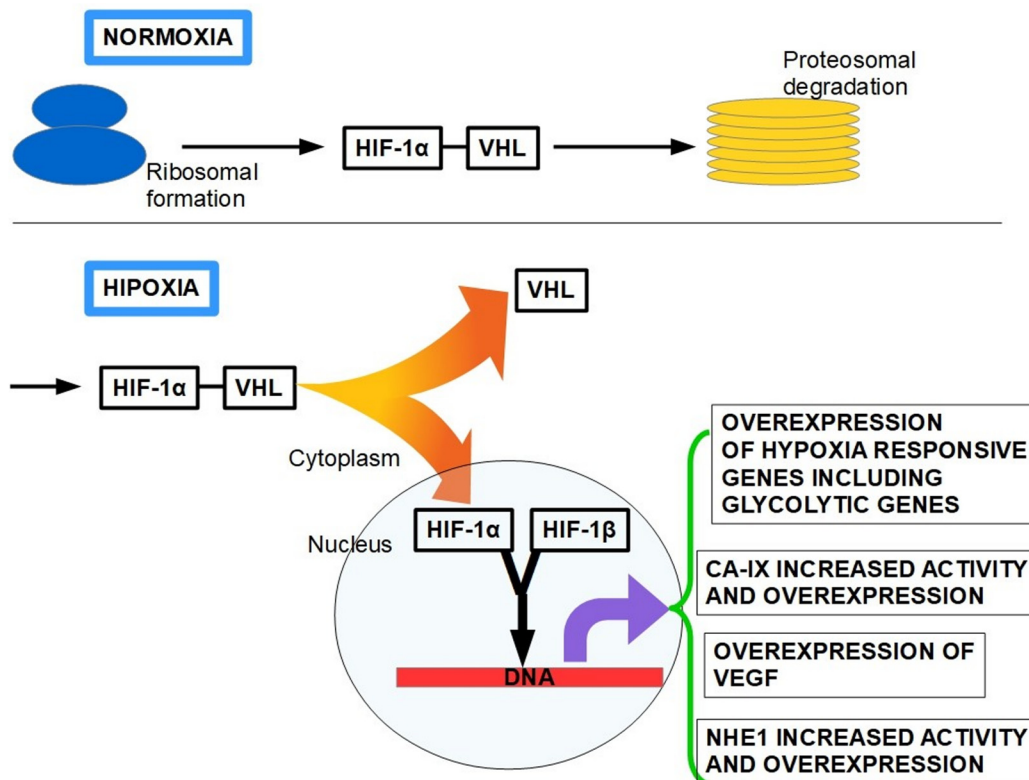 NORMOXIA
Proteosomal
degradation
HIF-1α
VHL
Ribosomal
formation
HIPOXIA
VHL
HIF-1α
VHL
Cytoplasm
Nucleus
HIF-1α
HIF-1β
DNA
OVEREXPRESSION
OF HYPOXIA RESPONSIVE
GENES INCLUDING
GLYCOLYTIC GENES
CA-IX INCREASED ACTIVITY
AND OVEREXPRESSION
OVEREXPRESSION OF
VEGF
NHE1 INCREASED ACTIVITY
AND OVEREXPRESSION